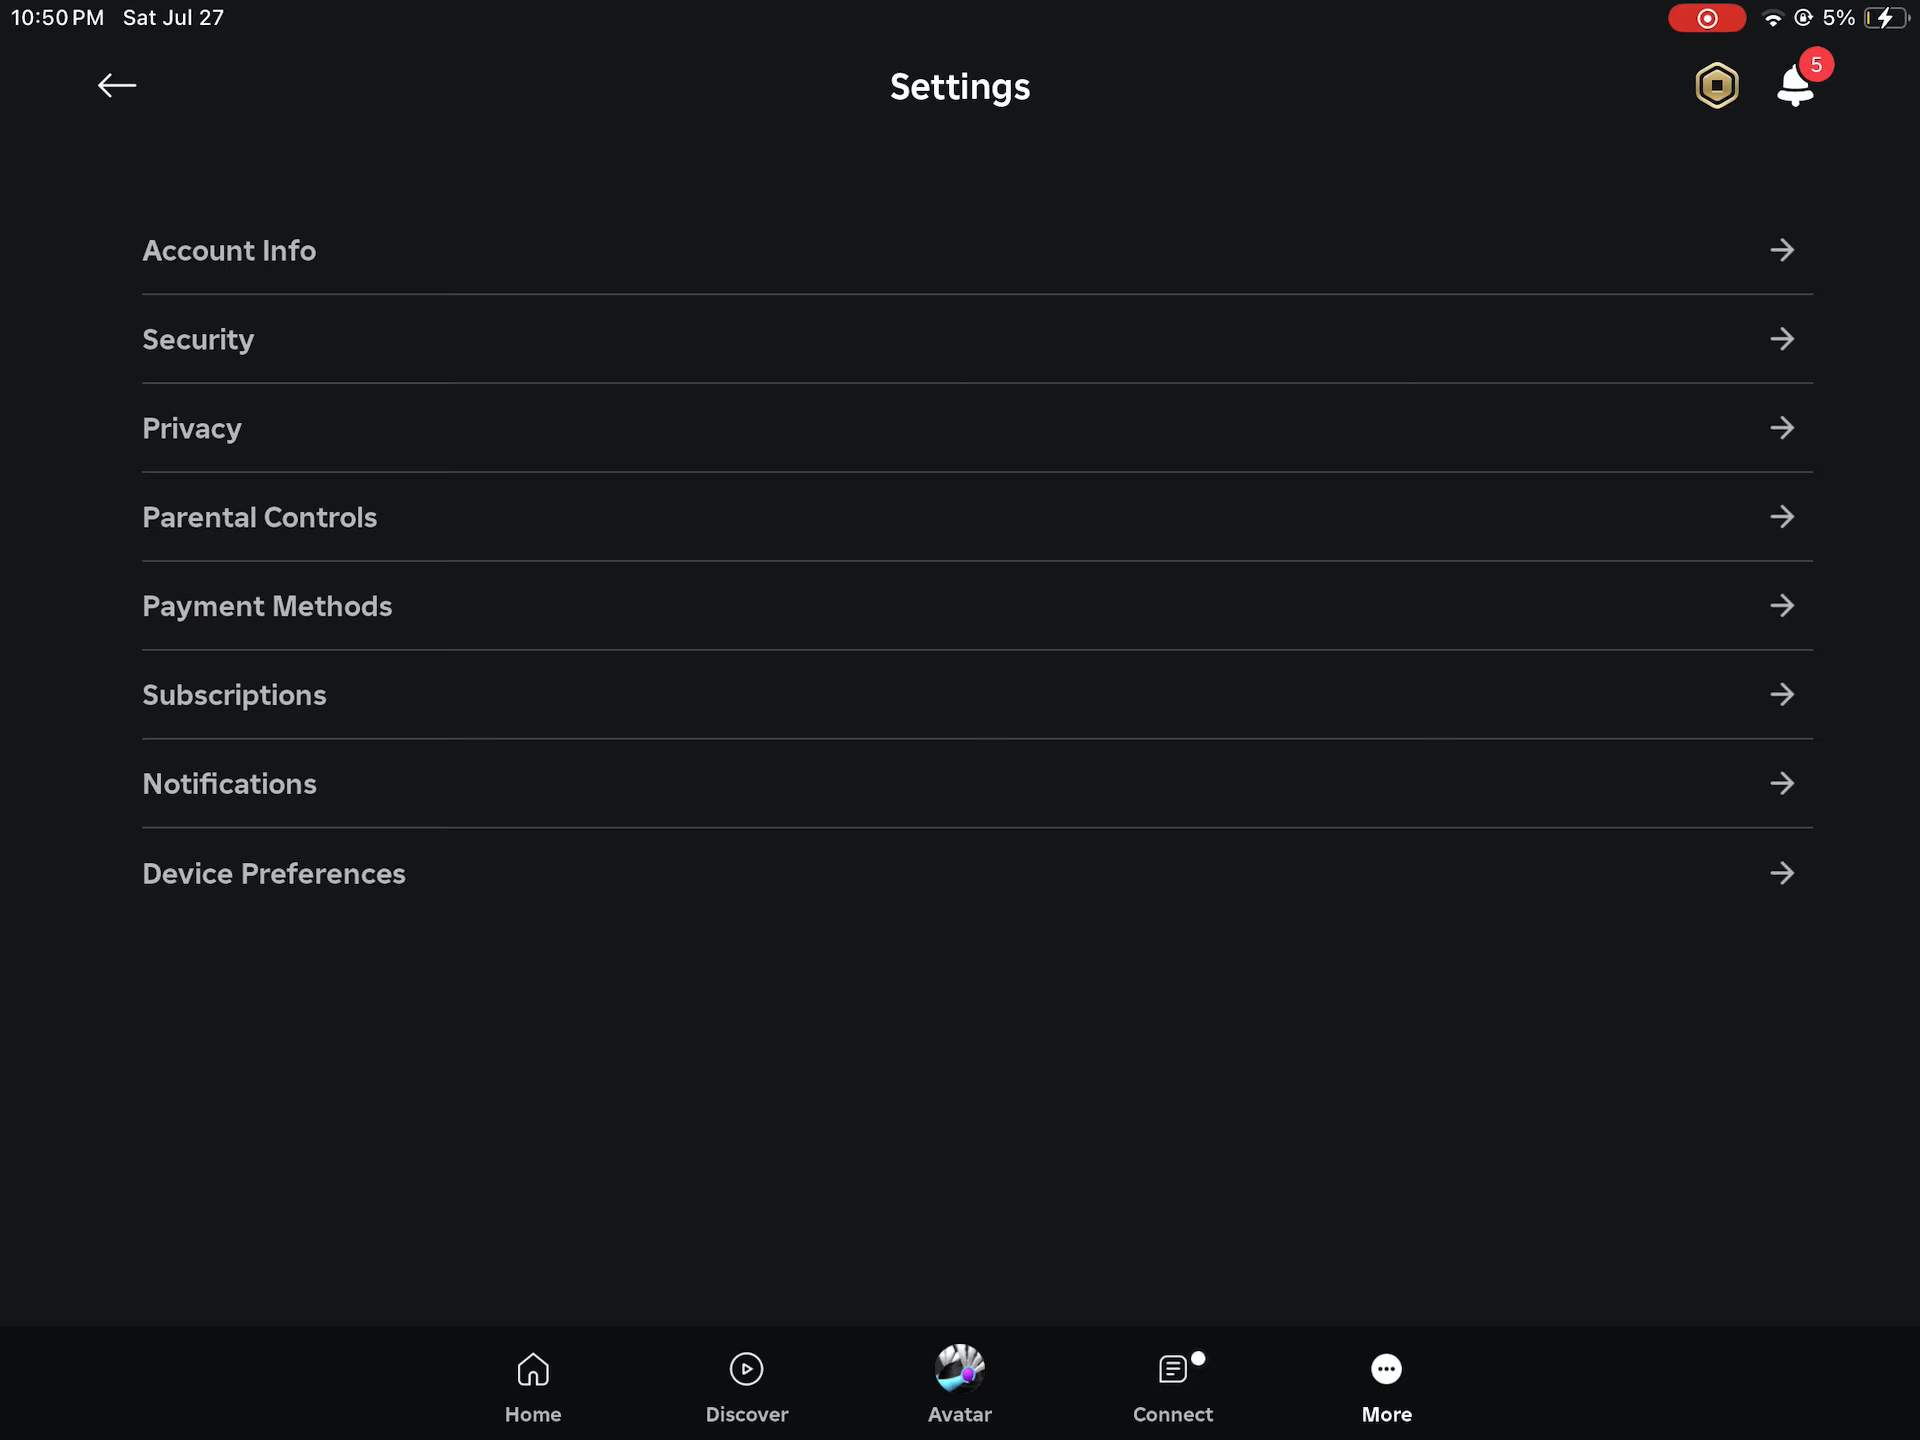 10:50 PM Sat Jul 27
5%
Settings
5
Account Info
Security
Privacy
Parental Controls
Payment Methods
Subscriptions
Notifications
Device Preferences
Home
Discover
Avatar
Connect
More